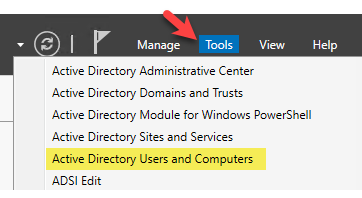 Manage Tools View Help
Active Directory Administrative Center
Active Directory Domains and Trusts
Active Directory Module for Windows PowerShell
Active Directory Sites and Services
Active Directory Users and Computers
ADSI Edit